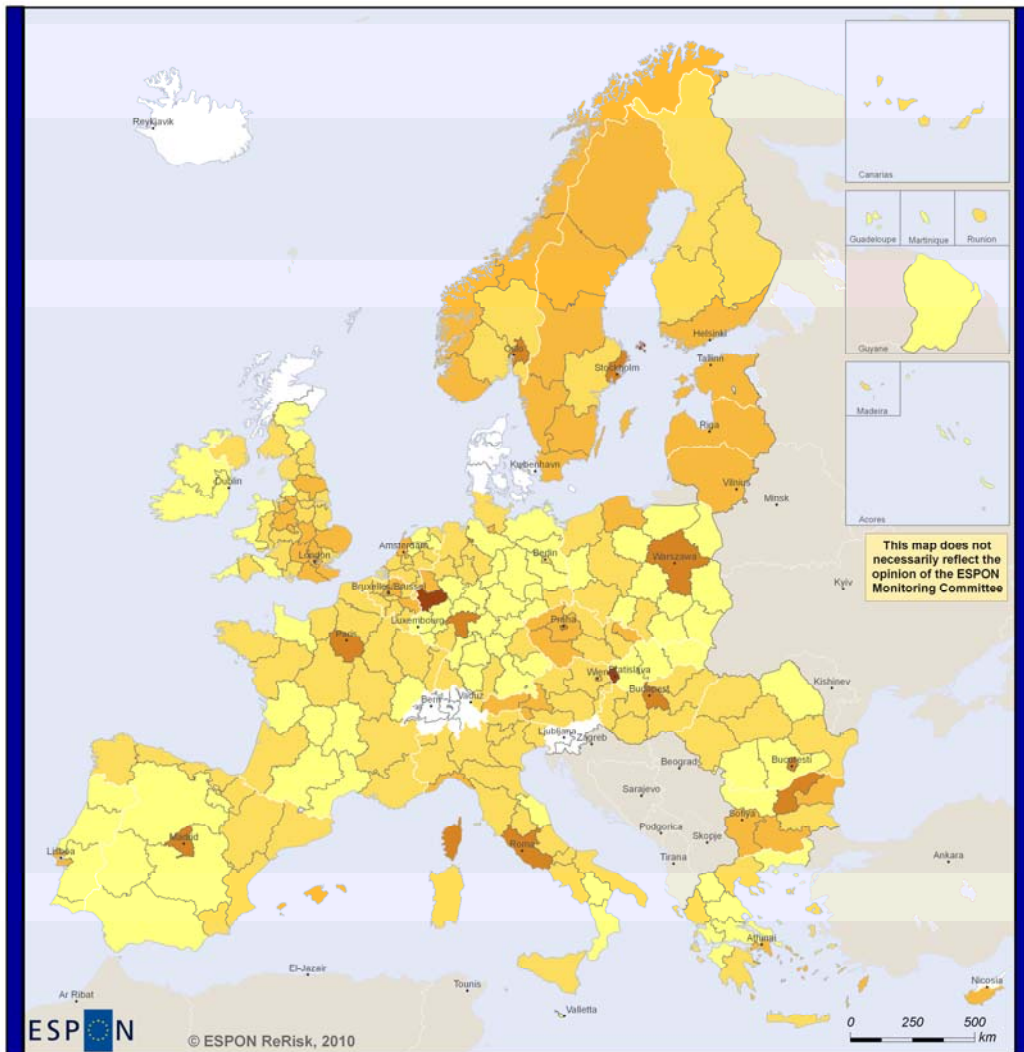 Reykjavik
Canarias
Guadeloupe
Martinique
Runion
Guyane
Madeira
Acores
This map does not
necessarily reflect the
opinion of the ESPON
Monitoring Committee
Oslo
Helsinki
Tallinn
Stockholm
Riga
København
Vilnius
Minsk
Dublin
London
Amsterdam
Berlin
Warszawa
Kyiv
Bruxelles Brussel
Luxembourg
Praha
Paris
Wien
Bratislava
Budapest
Kishinev
Bern
Vaduz
Ljubljana
Zagreb
Beograd
Bucuresti
Sarajevo
Sofiya
Podgorica
Skopje
Tirana
Ankara
Madrid
Lisboa
Roma
Athinai
El-Jazair
Tounis
Nicosia
Ar Ribat
Valletta
ESPON
© ESPON ReRisk, 2010
0 250 500
km